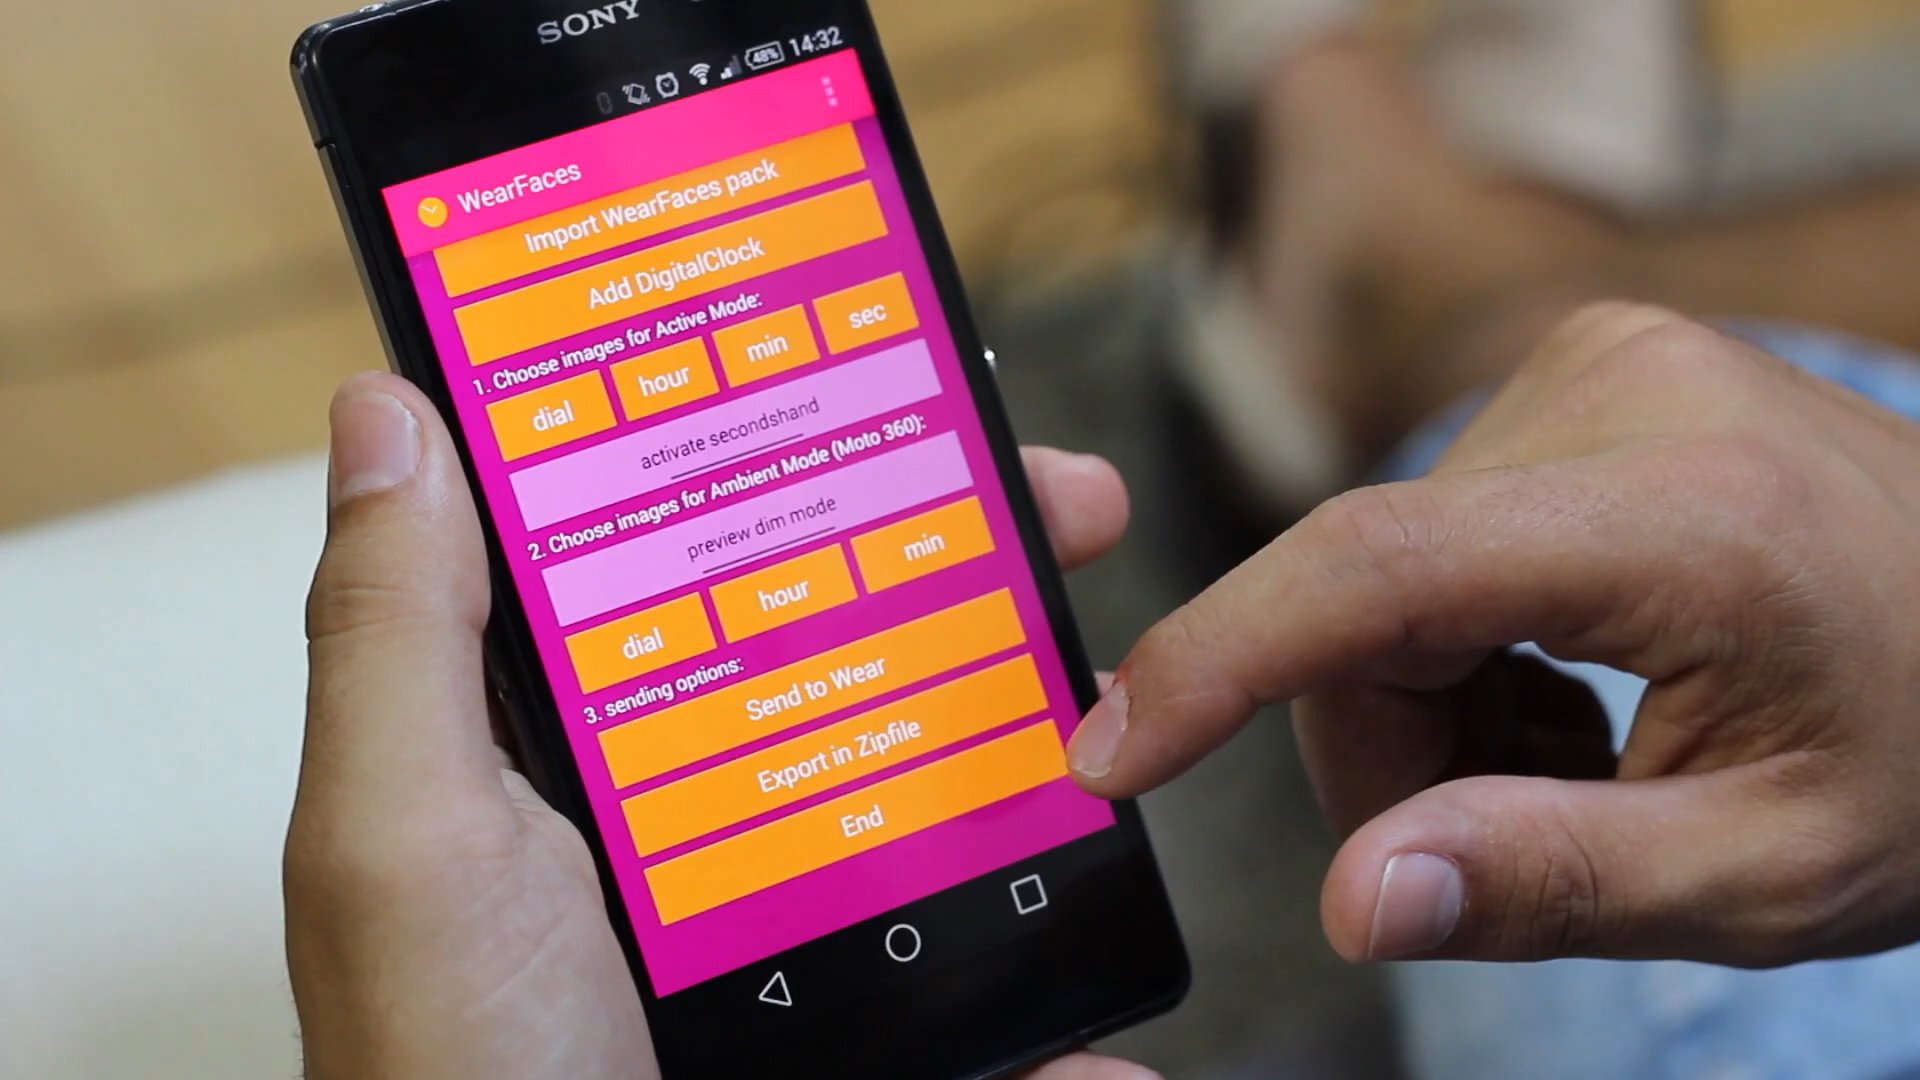 SONY
48% 14:32
WearFaces
Import WearFaces pack
Add DigitalClock
1. Choose images for Active Mode:
dial hour min sec
activate secondshand
2. Choose images for Ambient Mode (Moto 360):
preview dim mode
dial hour min
3. sending options:
Send to Wear
Export in Zipfile
End